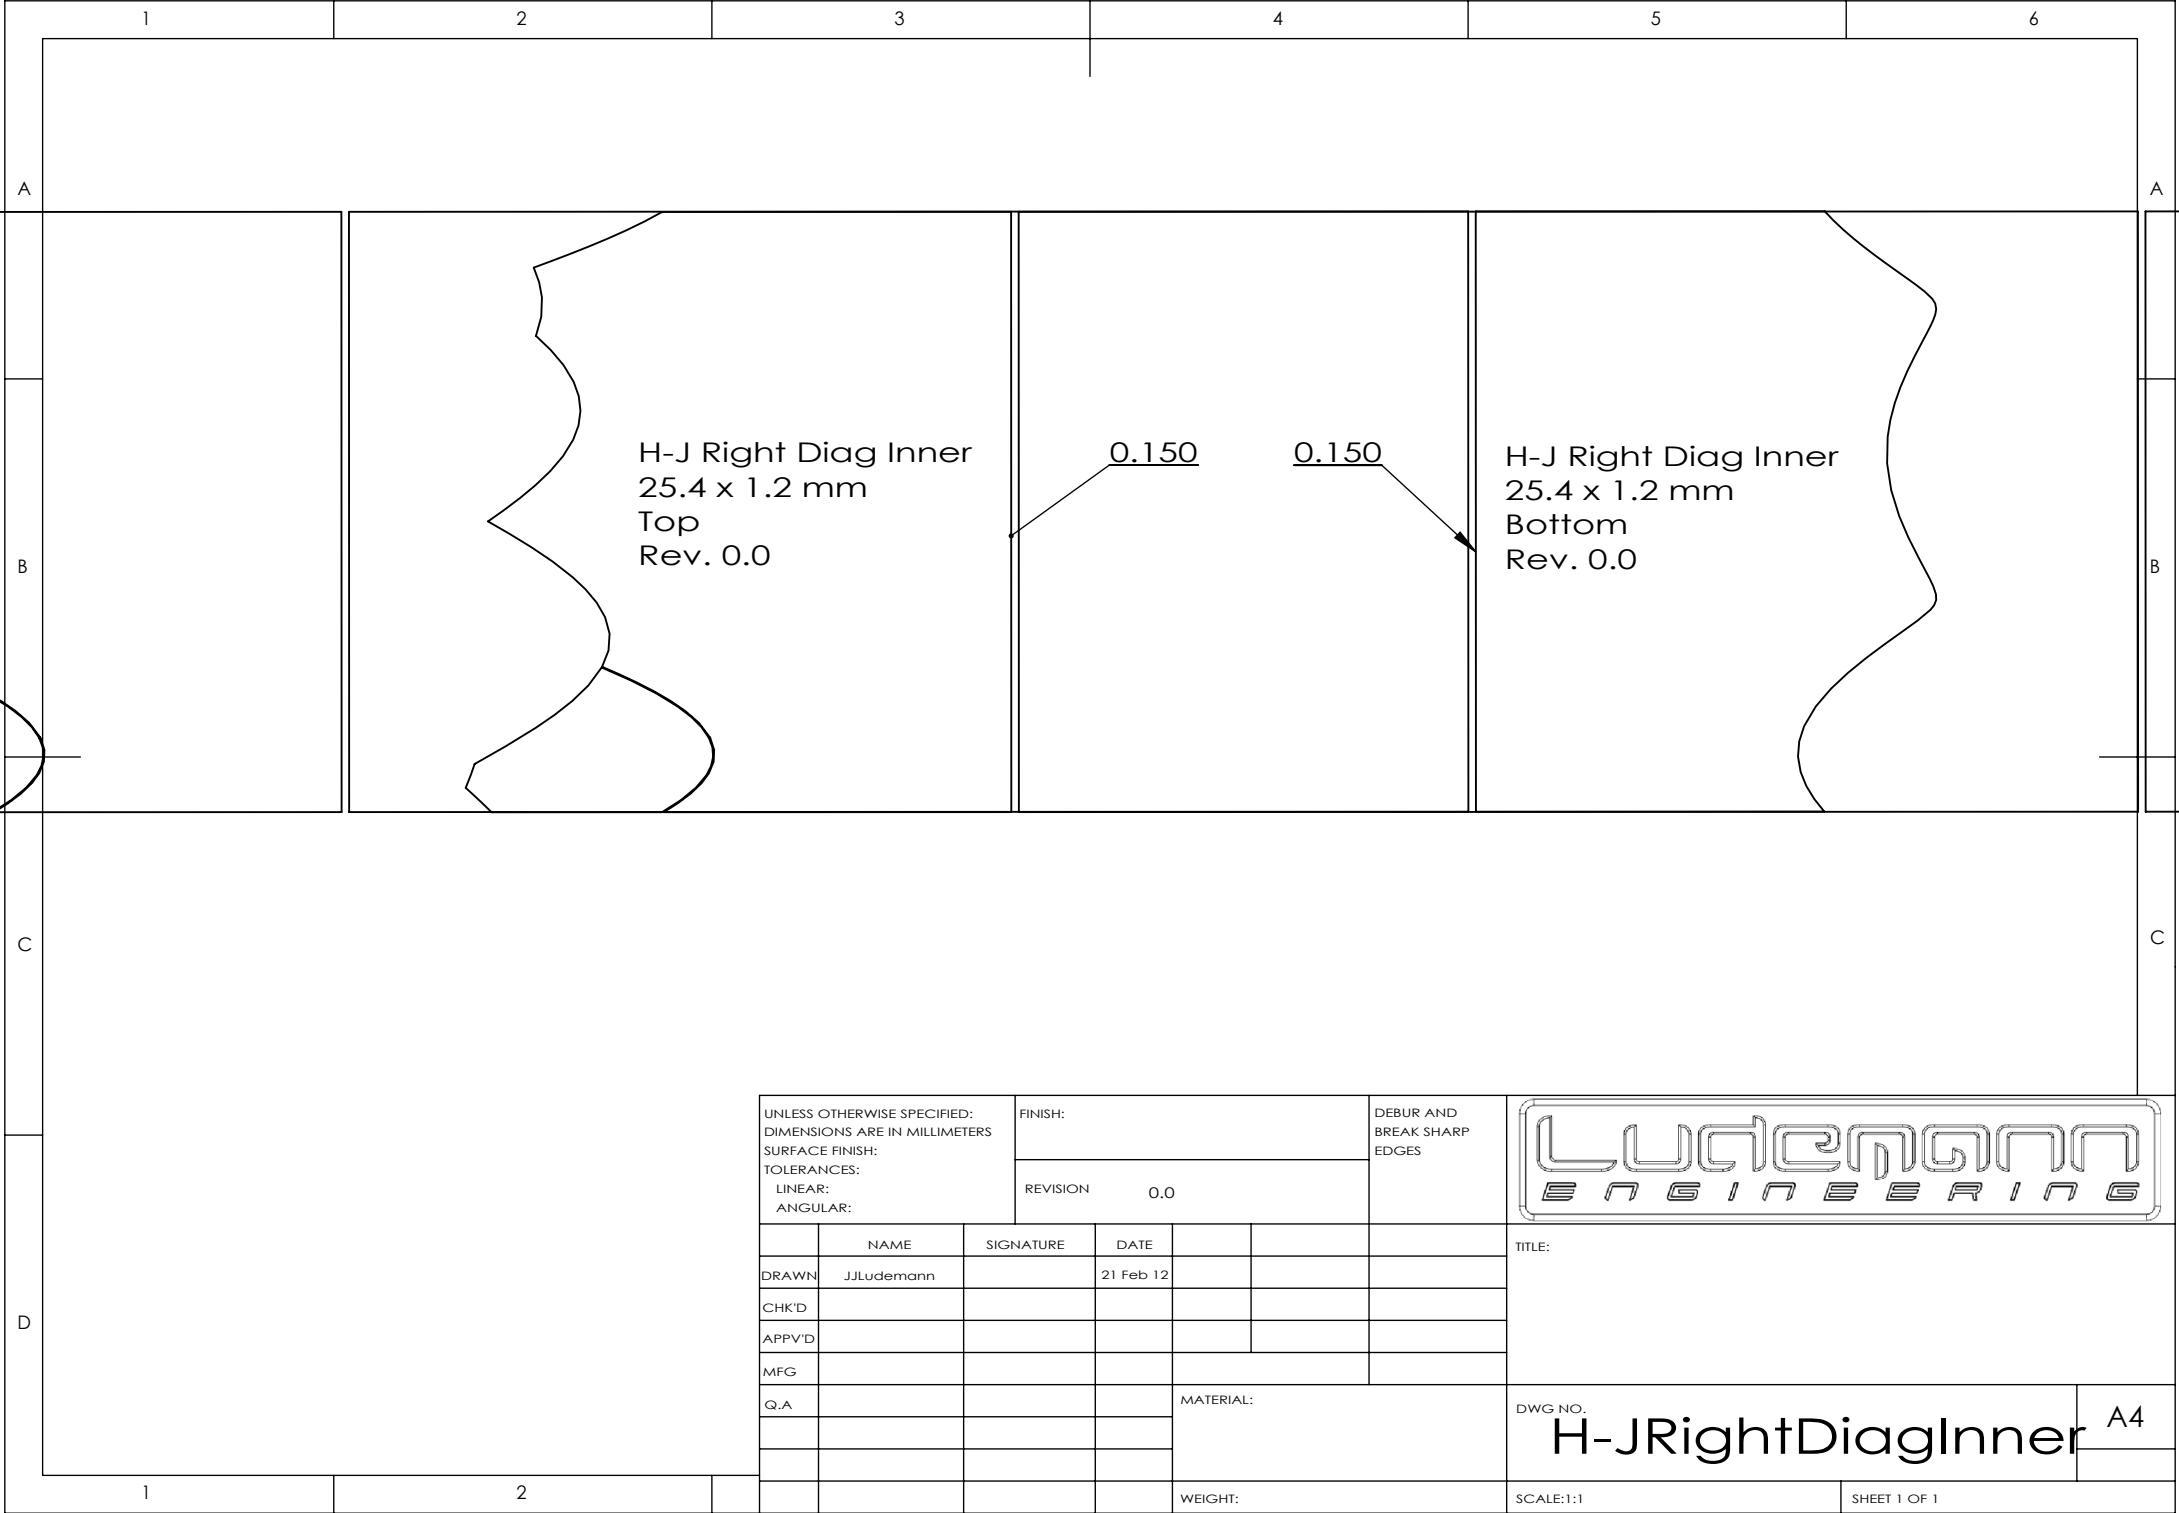 1 2 3 4 5 6
A A
H-J Right Diag Inner
25.4 x 1.2 mm
Top
Rev. 0.0
0.150 0.150
H-J Right Diag Inner
25.4 x 1.2 mm
Bottom
Rev. 0.0
B B
C C
D
UNLESS OTHERWISE SPECIFIED:
DIMENSIONS ARE IN MILLIMETERS
SURFACE FINISH:
TOLERANCES:
LINEAR:
ANGULAR:
FINISH:
REVISION 0.0
DEBUR AND
BREAK SHARP
EDGES
Ludemann
ENGINEERING
NAME SIGNATURE DATE
DRAWN JJLudemann 21 Feb 12
CHK'D
APPV'D
MFG
Q.A
MATERIAL:
WEIGHT:
TITLE:
DWG NO.
H-JRightDiagInner
A4
SCALE:1:1
SHEET 1 OF 1
1 2